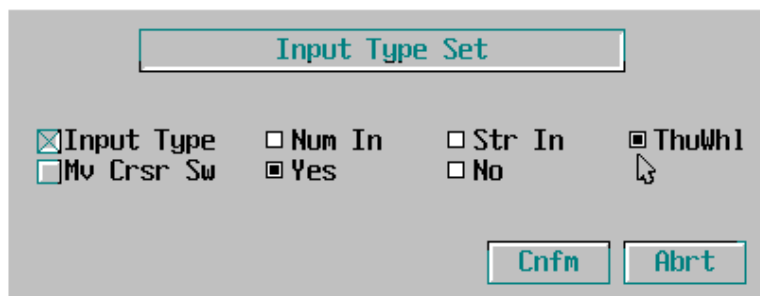 Input Type Set
Input Type Num In Str In ThuWhl
Mv Crsr Sw Yes No
Cnfm Abrt